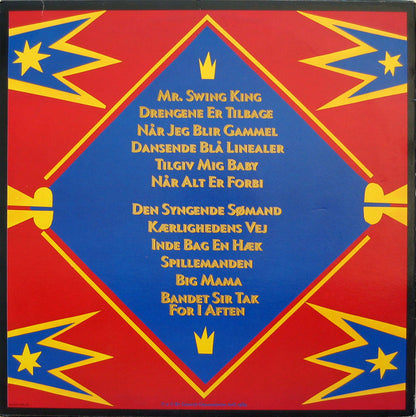 Mr. Swing King
Drengene Er Tilbage
Når Jeg Blir Gammel
Dansende Blå Linealer
Tilgiv Mig Baby
Når Alt Er Forbi
Den Syngende Sømand
Kærlighedens Vej
Inde Bag En Hæk
Spillemanden
Big Mama
Bandet Sir Tak
For I Aften